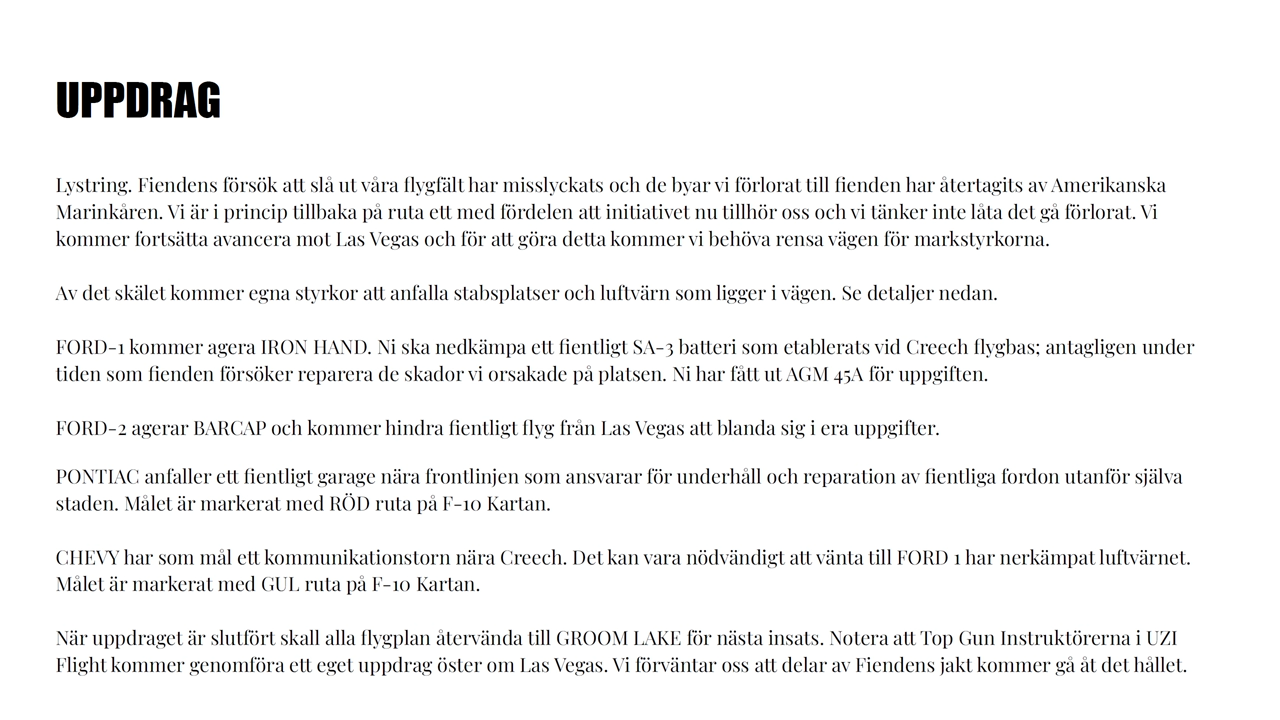 UPPDRAG
Lystring. Fiendens försök att slå ut våra flygfält har misslyckats och de byar vi förlorat till fienden har återtagits av Amerikanska
Marinkåren. Vi är i princip tillbaka på ruta ett med fördelen att initiativet nu tillhör oss och vi tänker inte låta det gå förlorat. Vi
kommer fortsätta avancera mot Las Vegas och för att göra detta kommer vi behöva rensa vägen för markstyrkorna.
Av det skälet kommer egna styrkor att anfalla stabsplatser och luftvärn som ligger i vägen. Se detaljer nedan.
FORD-1 kommer agera IRON HAND. Ni ska nedkämpa ett fientligt SA-3 batteri som etablerats vid Creech flygbas; antagligen under
tiden som fienden försöker reparera de skador vi orsakade på platsen. Ni har fått ut AGM 45A för uppgiften.
FORD-2 agerar BARCAP och kommer hindra fientligt flyg från Las Vegas att blanda sig i era uppgifter.
PONTIAC anfaller ett fientligt garage nära frontlinjen som ansvarar för underhåll och reparation av fientliga fordon utanför själva
staden. Målet är markerat med RÖD ruta på F-10 Kartan.
CHEVY har som mål ett kommunikationstorn nära Creech. Det kan vara nödvändigt att vänta till FORD 1 har nerkämpat luftvärnet.
Målet är markerat med GUL ruta på F-10 Kartan.
När uppdraget är slutfört skall alla flygplan återvända till GROOM LAKE för nästa insats. Notera att Top Gun Instruktörerna i UZI
Flight kommer genomföra ett eget uppdrag öster om Las Vegas. Vi förväntar oss att delar av Fiendens jakt kommer gå åt det hållet.